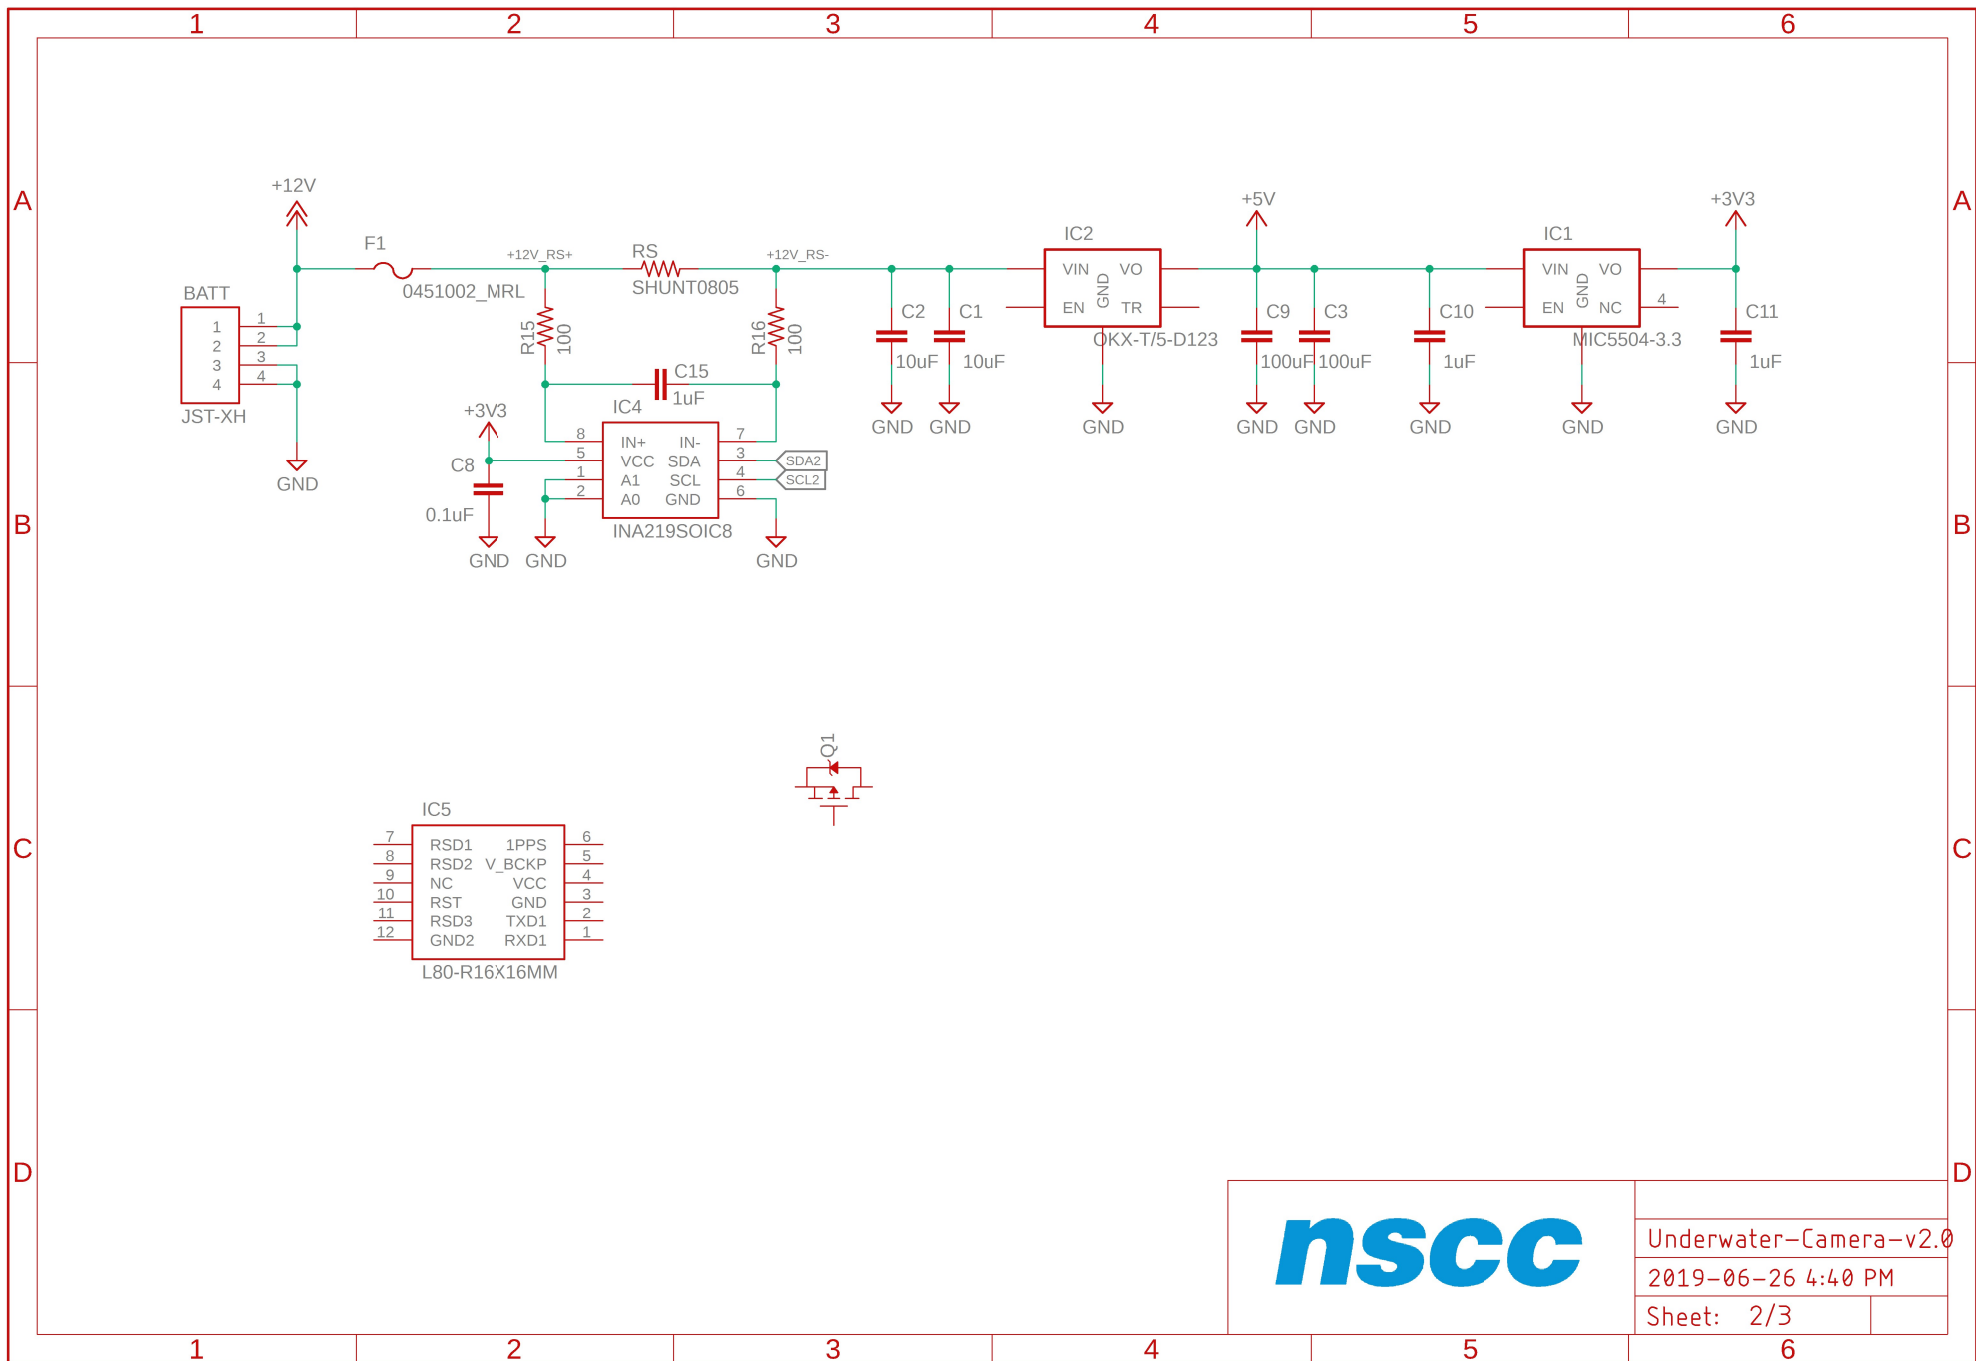 1 2 3 4 5 6
A A
+12V
+5V
+3V3
F1
+12V_RS+
RS
+12V_RS-
IC2
IC1
0451002_MRL
SHUNT0805
VIN VO
EN TR
GND
VIN VO
EN NC 4
GND
BATT
1 1
2 2
3 3
4 4
JST-XH
R15
100
R16
100
C2
10uF
C1
10uF
OKX-T/5-D123
C9
100uF
C3
100uF
C10
1uF
MIC5504-3.3
C11
1uF
C15
1uF
GND GND GND GND GND GND GND GND
+3V3
IC4
8 IN+ IN- 7
5 VCC SDA 3 SDA2
1 A1 SCL 4 SCL2
2 A0 GND 6
INA219SOIC8
C8
0.1uF
GND
GND GND GND
B B
Q1
IC5
7 RSD1 1PPS 6
8 RSD2 V_BCKP 5
9 NC VCC 4
10 RST GND 3
11 RSD3 TXD1 2
12 GND2 RXD1 1
L80-R16X16MM
C C
D D
nscc
Underwater-Camera-v2.0
2019-06-26 4:40 PM
Sheet: 2/3
1 2 3 4 5 6